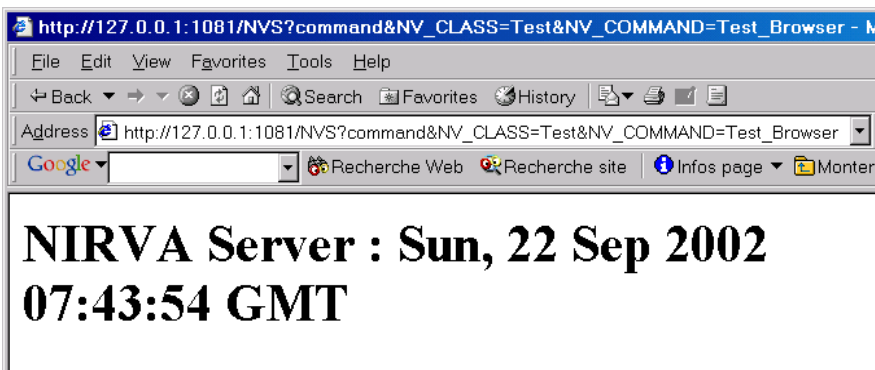 http://127.0.0.1:1081/NVS?command&NV_CLASS=Test&NV_COMMAND=Test_Browser - M
File Edit View Favorites Tools Help
Back Search Favorites History
Address http://127.0.0.1:1081/NVS?command&NV_CLASS=Test&NV_COMMAND=Test_Browser
Google Recherche Web Recherche site Infos page Monter
NIRVA Server : Sun, 22 Sep 2002
07:43:54 GMT